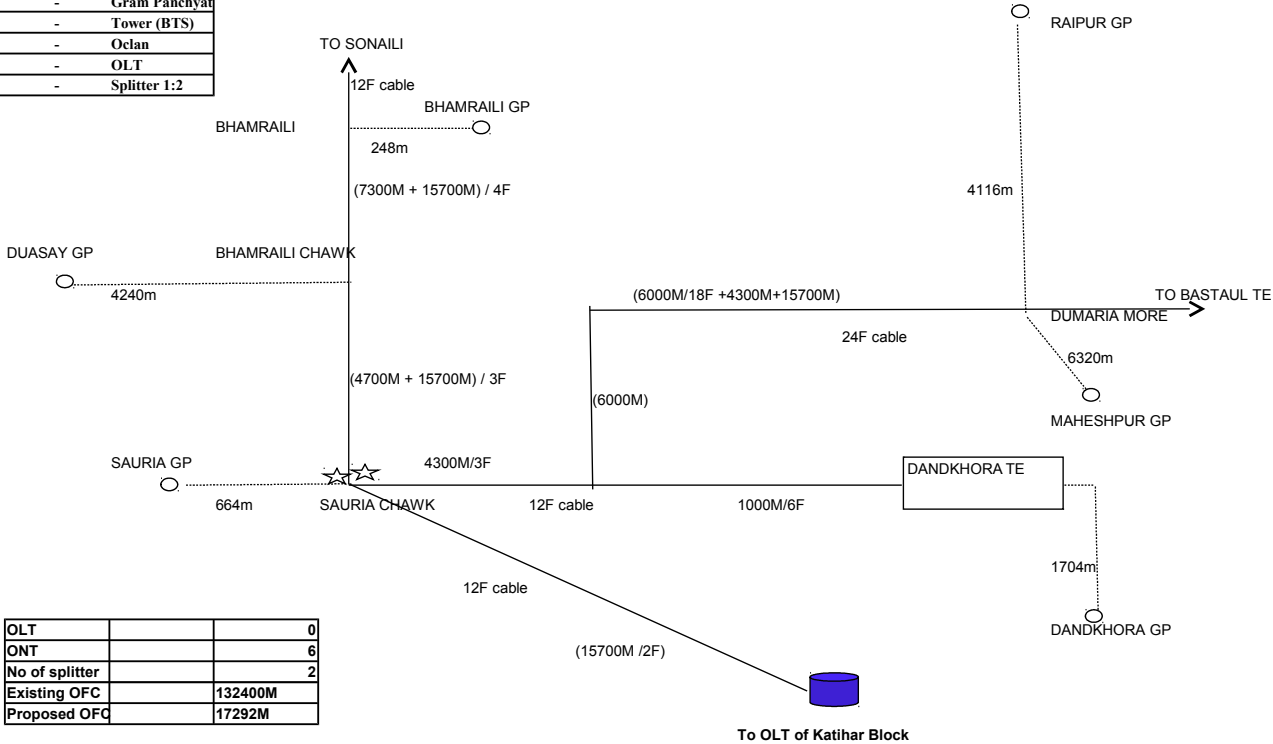 - Gram Panchyat
- Tower (BTS)
- Oclan
- OLT
- Splitter 1:2
RAIPUR GP
TO SONAILI
12F cable
BHAMRAILI GP
BHAMRAILI
248m
(7300M + 15700M) / 4F
4116m
DUASAY GP
BHAMRAILI CHAWK
4240m
(6000M/18F +4300M+15700M)
TO BASTAUL TE
DUMARIA MORE
24F cable
6320m
(4700M + 15700M) / 3F
(6000M)
MAHESHPUR GP
SAURIA GP
4300M/3F
DANDKHORA TE
664m
SAURIA CHAWK
12F cable
1000M/6F
1704m
12F cable
DANDKHORA GP
(15700M /2F)
To OLT of Katihar Block
OLT 0
ONT 6
No of splitter 2
Existing OFC 132400M
Proposed OFC 17292M